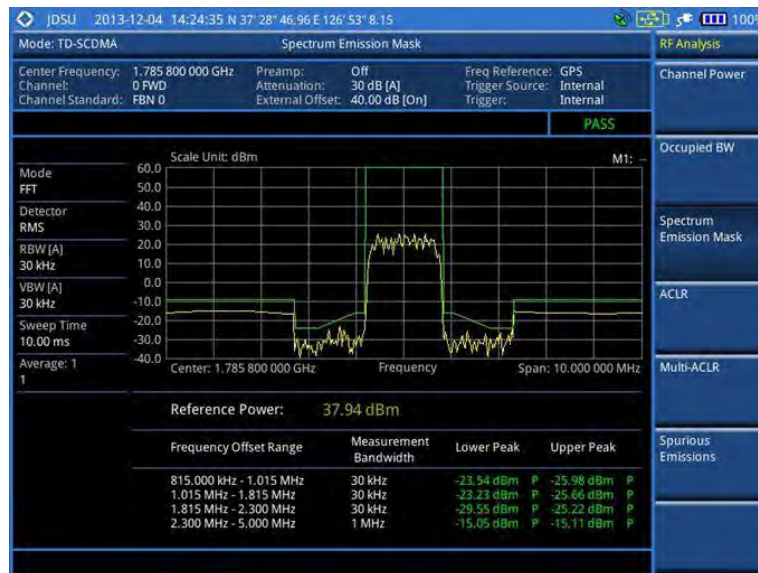 JDSU 2013-12-04 14:24:35 N 37' 28" 46.96 E 126' 53" 8.15 100%
Mode: TD-SCDMA Spectrum Emission Mask RF Analysis
Center Frequency: 1.785 800 000 GHz Preamp: Off Freq Reference: GPS
Channel: 0 FWD Attenuation: 30 dB [A] Trigger Source: Internal
Channel Standard: FBN 0 External Offset: 40.00 dB [On] Trigger: Internal
Channel Power
PASS
Occupied BW
Scale Unit: dBm M1: --
Mode
FFT
Detector
RMS
RBW [A]
30 kHz
VBW [A]
30 kHz
Sweep Time
10.00 ms
Average: 1
1
60.0
50.0
40.0
30.0
20.0
10.0
0.0
-10.0
-20.0
-30.0
-40.0
Center: 1.785 800 000 GHz Frequency Span: 10.000 000 MHz
Spectrum
Emission Mask
ACLR
Multi-ACLR
Spurious
Emissions
Reference Power: 37.94 dBm
Frequency Offset Range Measurement Bandwidth Lower Peak Upper Peak
815.000 kHz - 1.015 MHz 30 kHz -23.54 dBm P -25.98 dBm P
1.015 MHz - 1.815 MHz 30 kHz -23.23 dBm P -25.66 dBm P
1.815 MHz - 2.300 MHz 30 kHz -29.55 dBm P -25.22 dBm P
2.300 MHz - 5.000 MHz 1 MHz -15.05 dBm P -15.11 dBm P